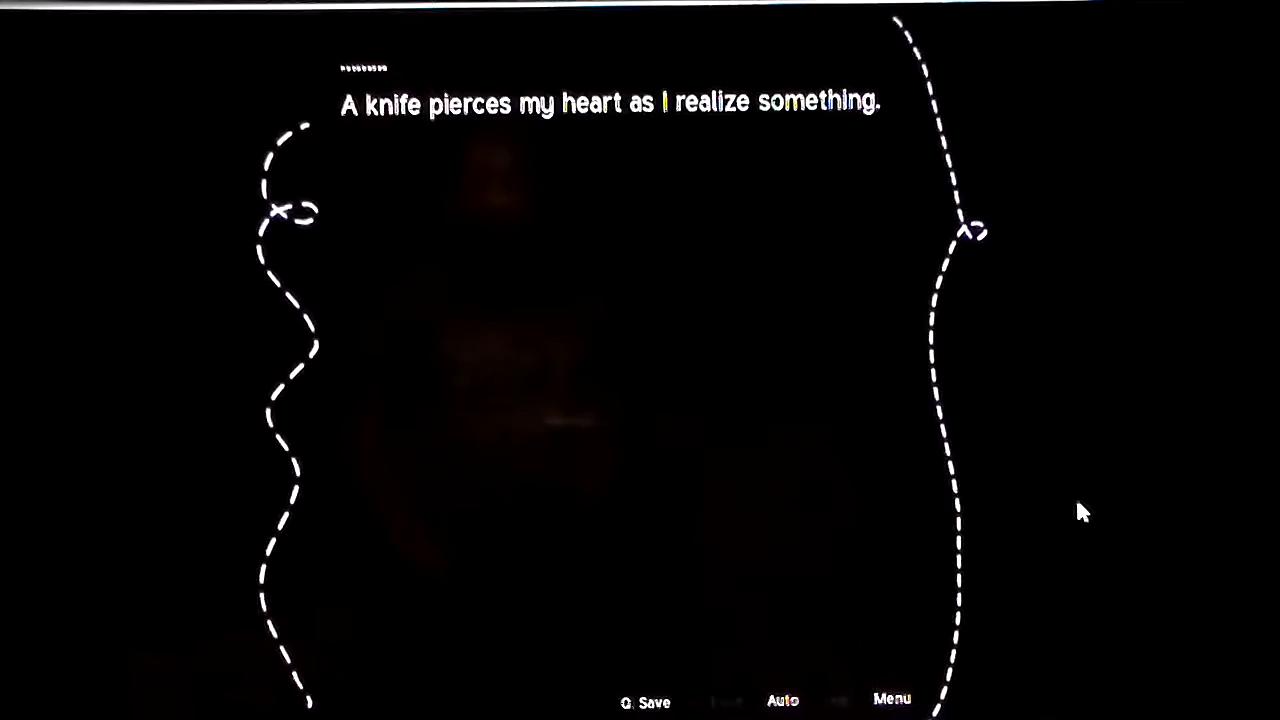 .........
A knife pierces my heart as I realize something.
Q. Save Auto Menu